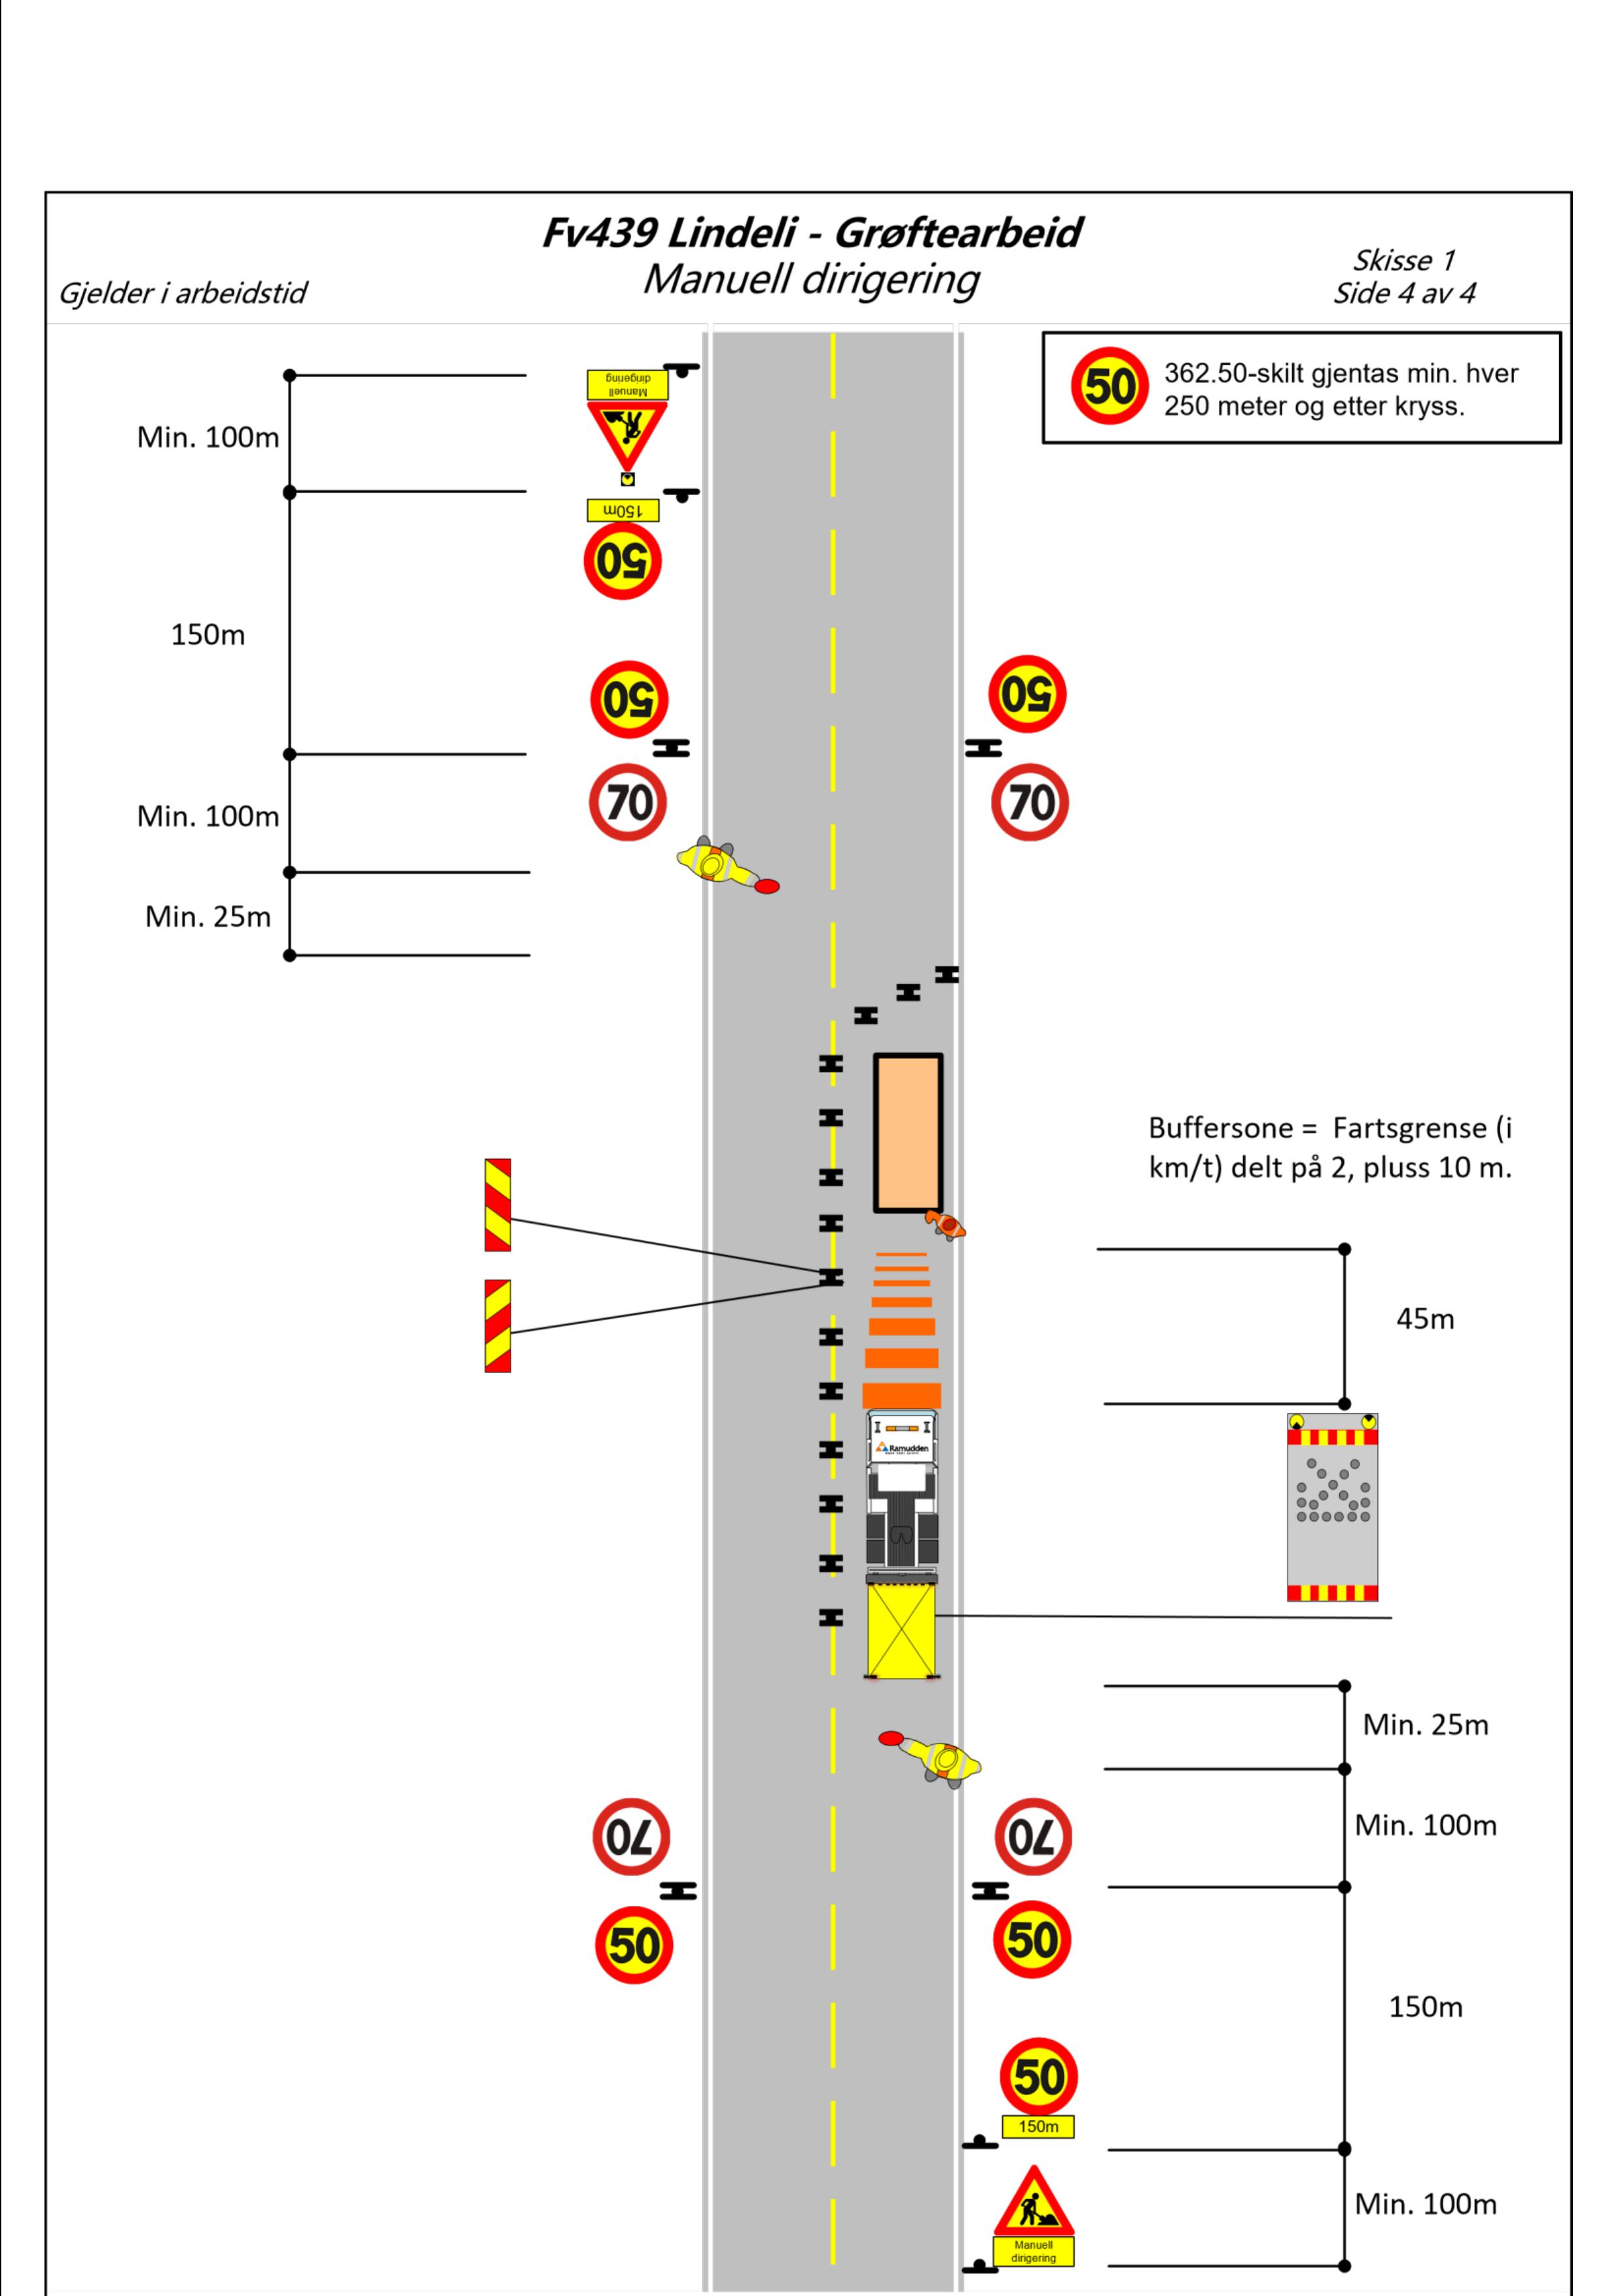 Fv439 Lindeli - Grøftearbeid
Manuell dirigering
Gjelder i arbeidstid
Skisse 1
Side 4 av 4
50
362.50-skilt gjentas min. hver
250 meter og etter kryss.
Manuell
dirigering
Min. 100m
150m
50
150m
50
50
70
70
Min. 100m
Min. 25m
Buffersone = Fartsgrense (i
km/t) delt på 2, pluss 10 m.
45m
Ramudden
Min. 25m
Min. 100m
70
70
50
50
150m
50
150m
Min. 100m
Manuell
dirigering